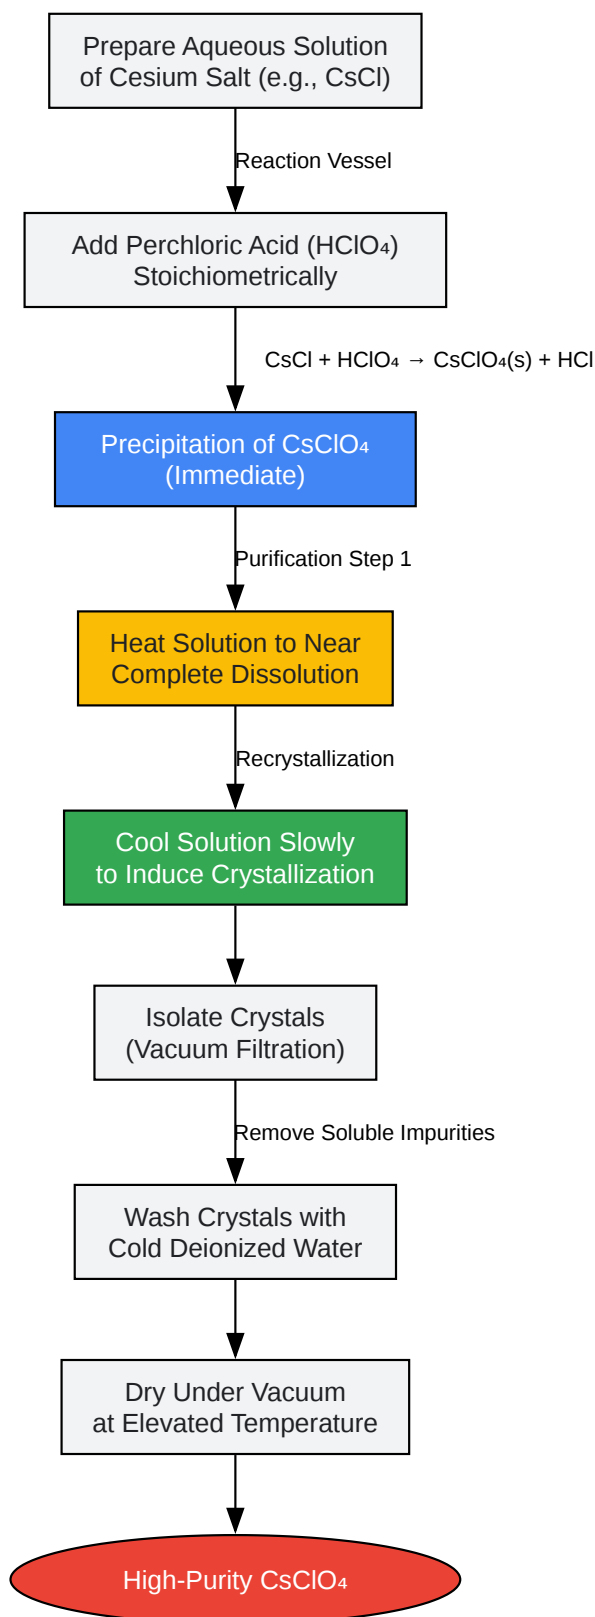 Prepare Aqueous Solution
of Cesium Salt (e.g., CsCl)
Reaction Vessel
Add Perchloric Acid (HClO₄)
Stoichiometrically
CsCl + HClO₄ → CsClO₄(s) + HCl
Precipitation of CsClO₄
(Immediate)
Purification Step 1
Heat Solution to Near
Complete Dissolution
Recrystallization
Cool Solution Slowly
to Induce Crystallization
Isolate Crystals
(Vacuum Filtration)
Remove Soluble Impurities
Wash Crystals with
Cold Deionized Water
Dry Under Vacuum
at Elevated Temperature
High-Purity CsClO₄